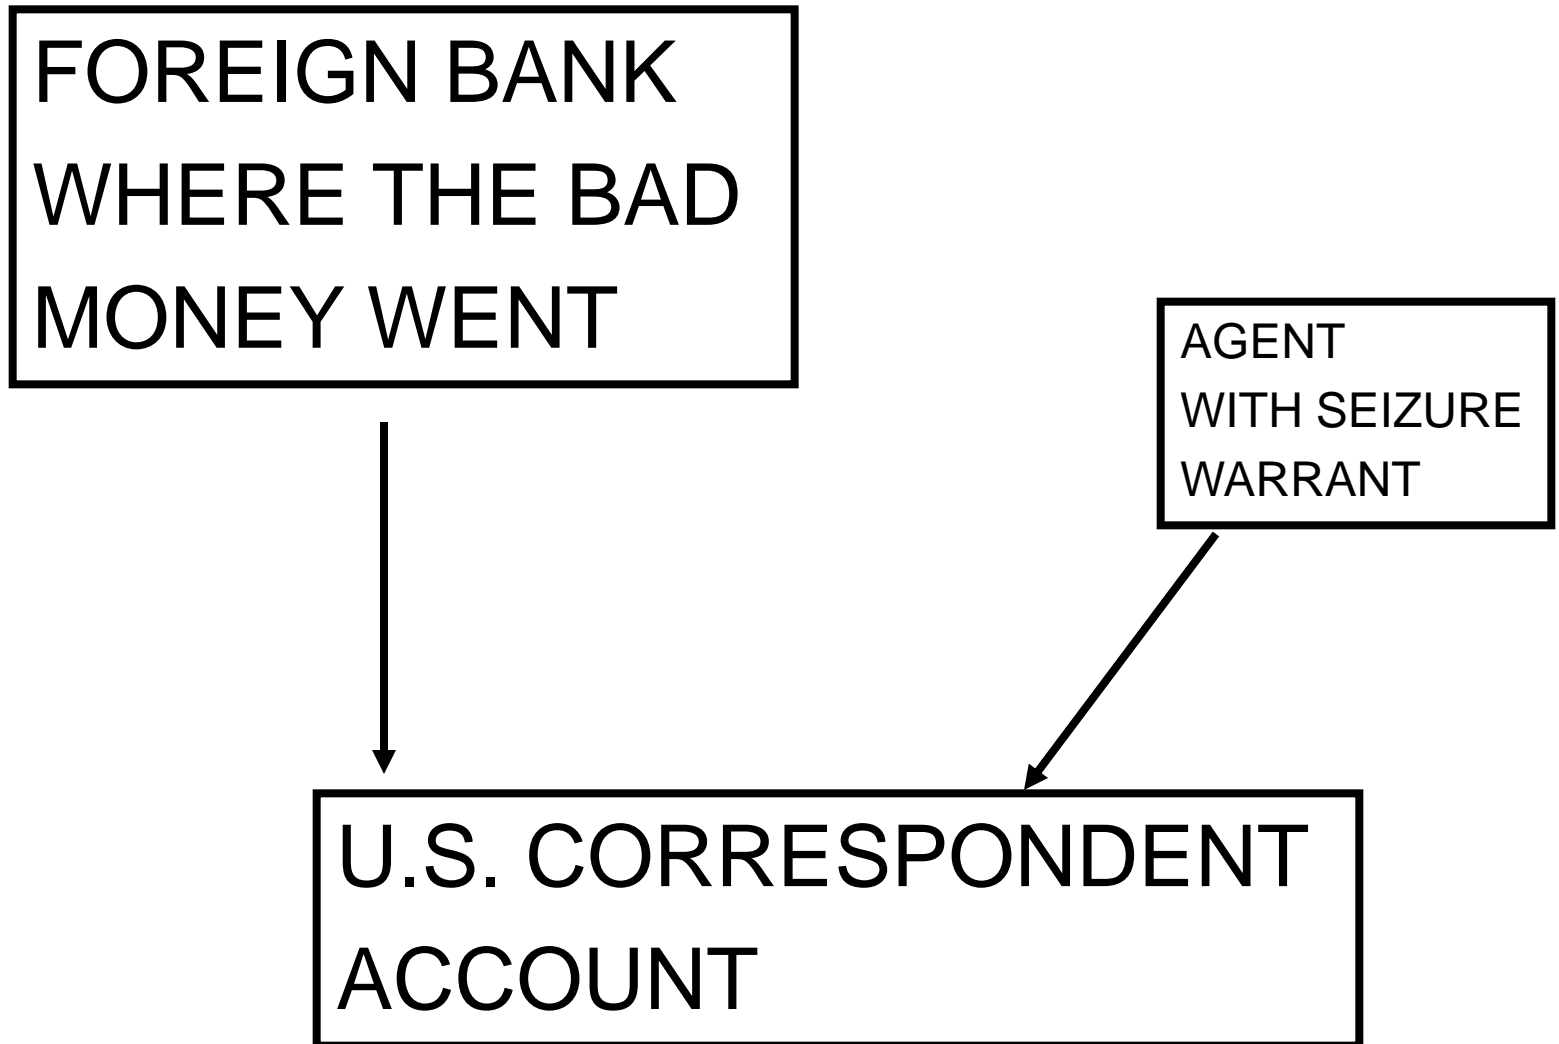 FOREIGN BANK
WHERE THE BAD
MONEY WENT
AGENT
WITH SEIZURE
WARRANT
U.S. CORRESPONDENT
ACCOUNT